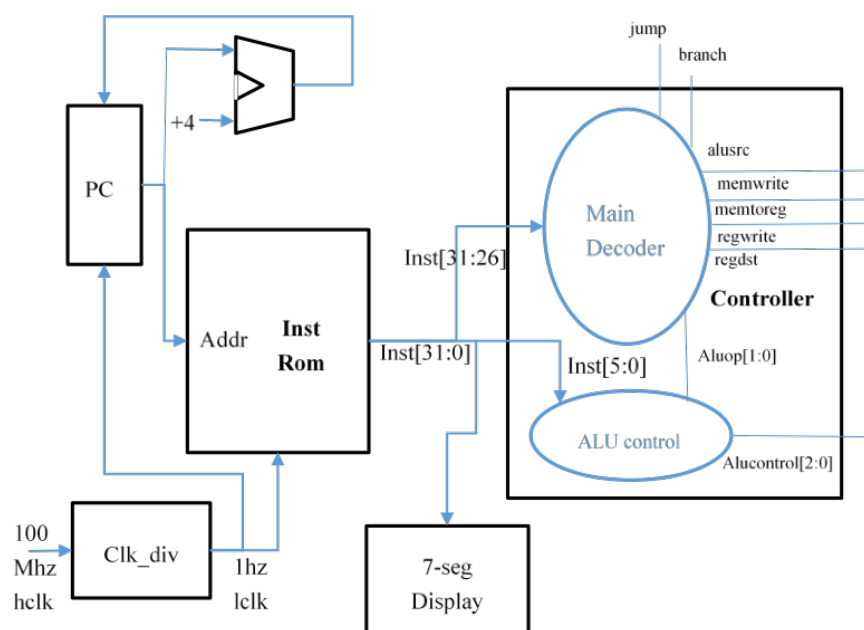 jump
branch
+4
PC
alusrc
memwrite
memtoreg
regwrite
regdst
Main
Decoder
Controller
Inst[31:26]
Addr
Inst
Rom
Inst[31:0]
Inst[5:0]
Aluop[1:0]
ALU control
Alucontrol[2:0]
100
Mhz
hclk
Clk_div
1hz
lclk
7-seg
Display